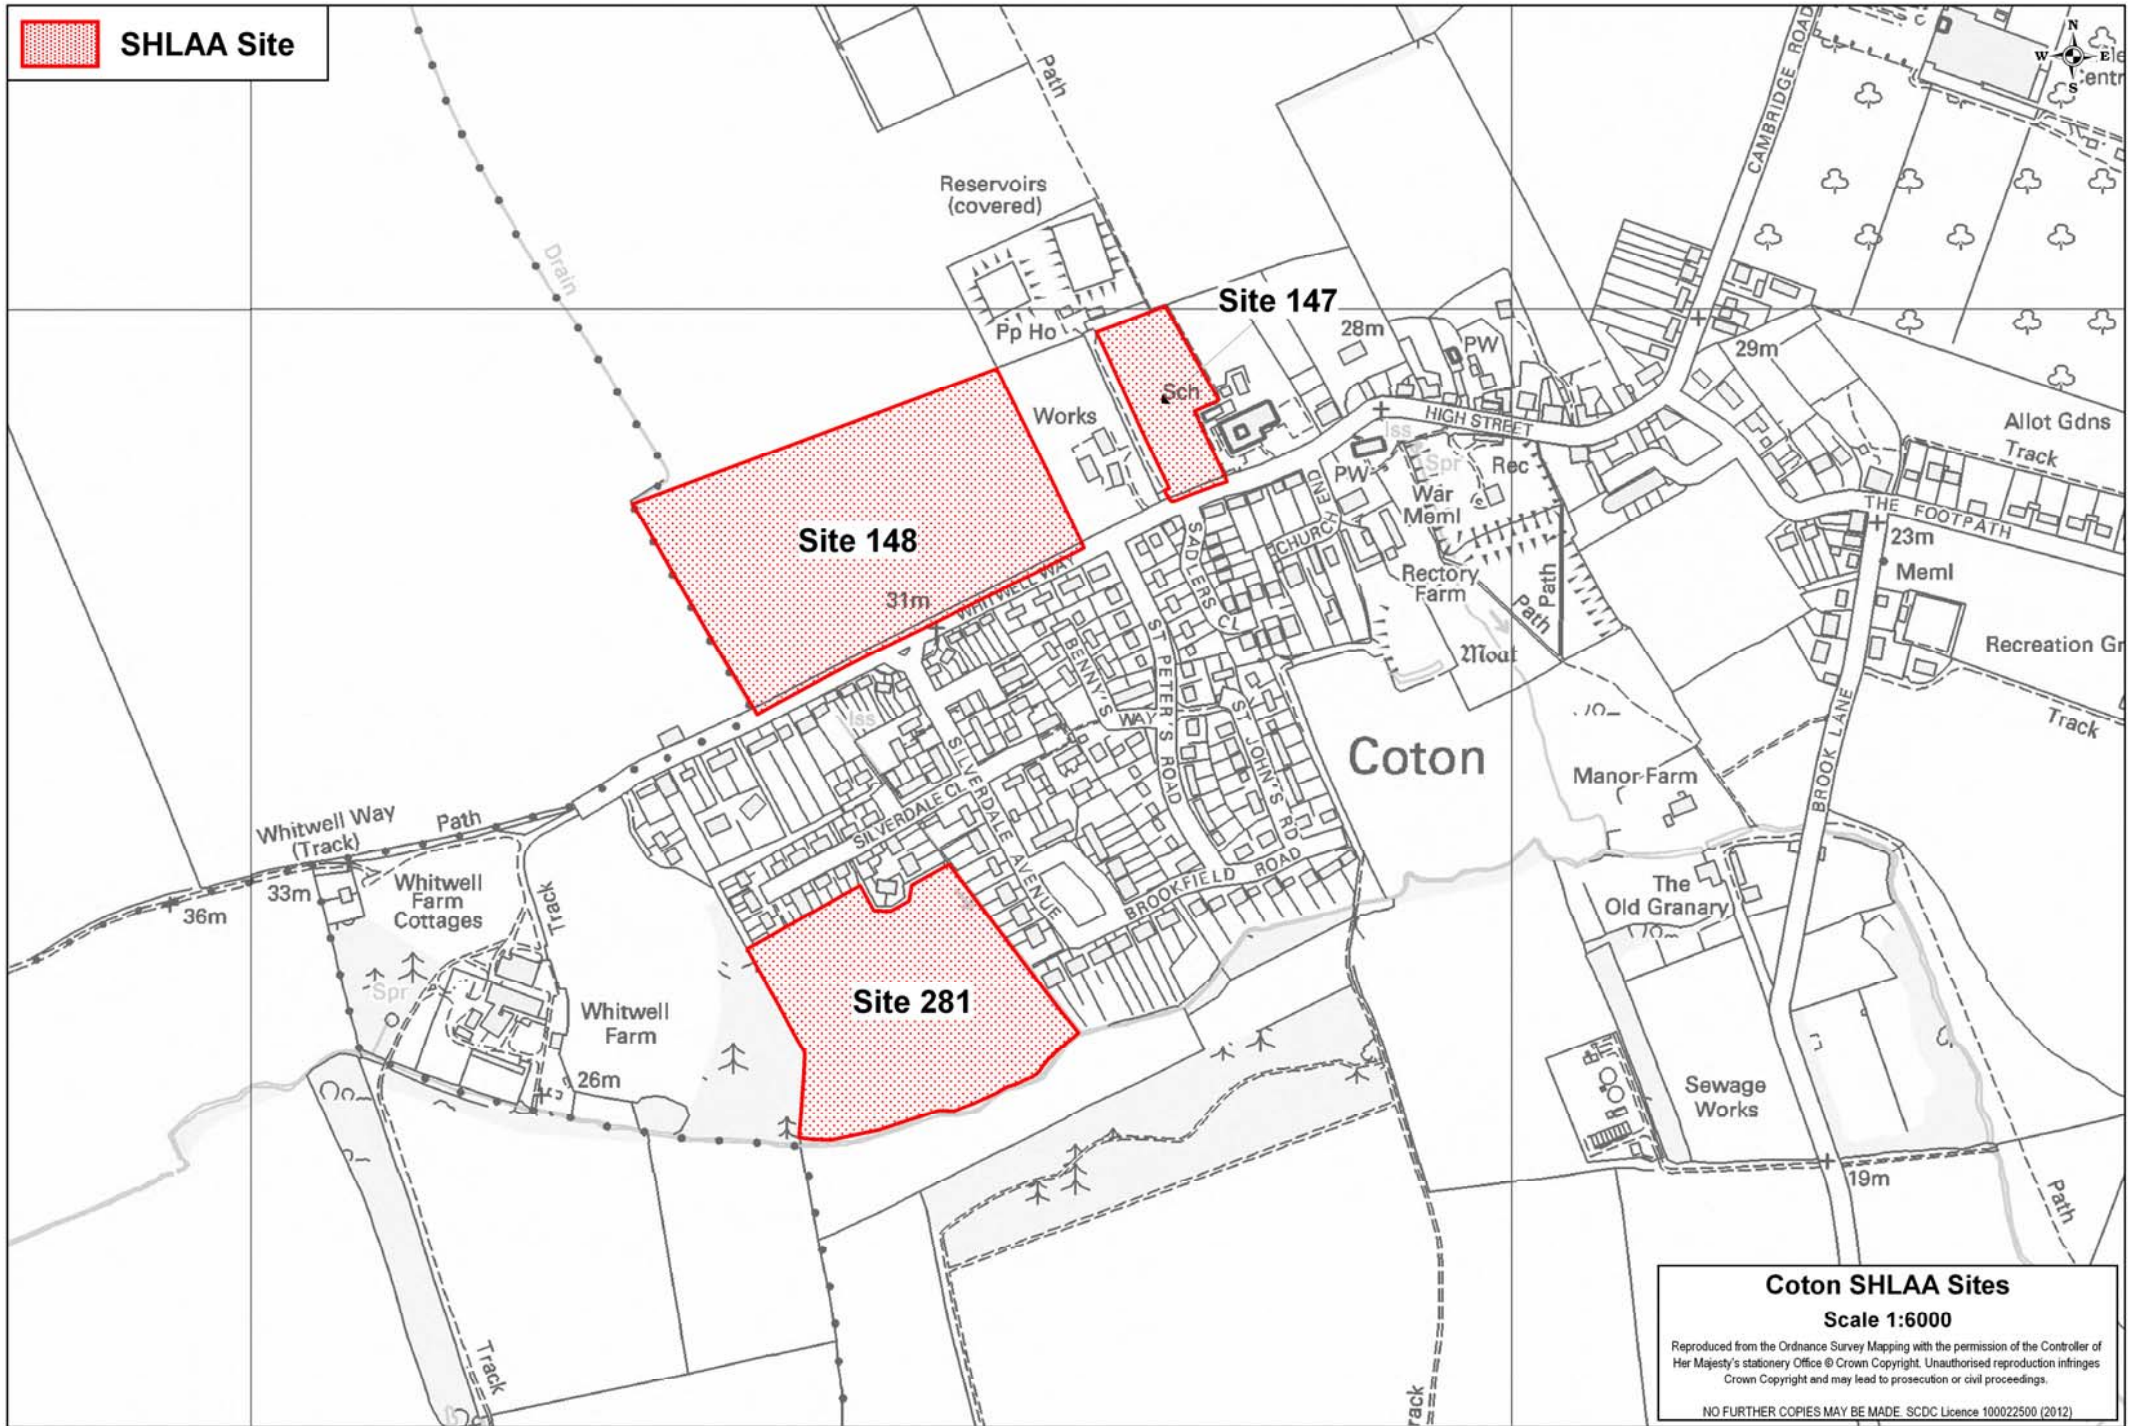 SHLAA Site
N
W
E
S
Path
CAMBRIDGE ROAD
Centr
Reservoirs
(covered)
Drain
Site 147
Pp Ho
28m
PW
29m
Sch
Works
HIGH STREET
Iss
Allot Gdns
Track
PW
Spr
Rec
War
Meml
THE FOOTPATH
23m
Site 148
SADLERS CL
CHURCH END
Rectory
Farm
Path
Path
Meml
WHITWELL WAY
31m
Moat
Recreation Gr
BENNY'S WAY
ST PETER'S ROAD
Iss
ST JOHN'S RD
Track
Coton
SILVERDALE CL
SILVERDALE AVENUE
Manor Farm
BROOK LANE
Whitwell Way
(Track)
Path
33m
36m
Whitwell
Farm
Cottages
Track
BROOKFIELD ROAD
The
Old Granary
Spr
Whitwell
Farm
Site 281
26m
Sewage
Works
19m
Path
Track
rack
Coton SHLAA Sites
Scale 1:6000
Reproduced from the Ordnance Survey Mapping with the permission of the Controller of
Her Majesty's stationery Office © Crown Copyright. Unauthorised reproduction infringes
Crown Copyright and may lead to prosecution or civil proceedings.
NO FURTHER COPIES MAY BE MADE. SCDC Licence 100022500 (2012)